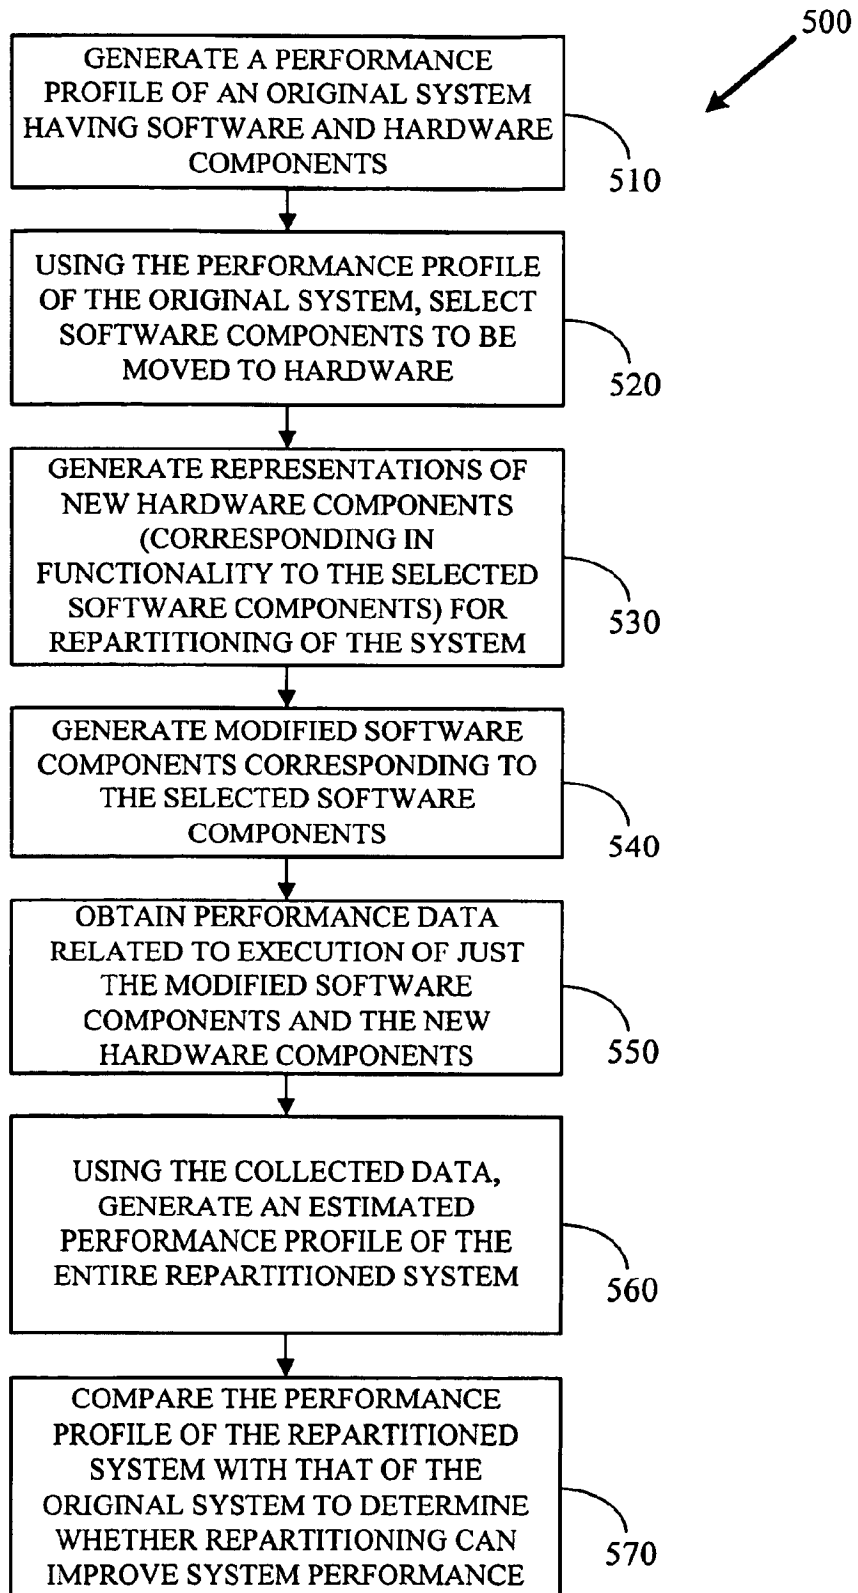 500
GENERATE A PERFORMANCE
PROFILE OF AN ORIGINAL SYSTEM
HAVING SOFTWARE AND HARDWARE
COMPONENTS
510
USING THE PERFORMANCE PROFILE
OF THE ORIGINAL SYSTEM, SELECT
SOFTWARE COMPONENTS TO BE
MOVED TO HARDWARE
520
GENERATE REPRESENTATIONS OF
NEW HARDWARE COMPONENTS
(CORRESPONDING IN
FUNCTIONALITY TO THE SELECTED
SOFTWARE COMPONENTS) FOR
REPARTITIONING OF THE SYSTEM
530
GENERATE MODIFIED SOFTWARE
COMPONENTS CORRESPONDING TO
THE SELECTED SOFTWARE
COMPONENTS
540
OBTAIN PERFORMANCE DATA
RELATED TO EXECUTION OF JUST
THE MODIFIED SOFTWARE
COMPONENTS AND THE NEW
HARDWARE COMPONENTS
550
USING THE COLLECTED DATA,
GENERATE AN ESTIMATED
PERFORMANCE PROFILE OF THE
ENTIRE REPARTITIONED SYSTEM
560
COMPARE THE PERFORMANCE
PROFILE OF THE REPARTITIONED
SYSTEM WITH THAT OF THE
ORIGINAL SYSTEM TO DETERMINE
WHETHER REPARTITIONING CAN
IMPROVE SYSTEM PERFORMANCE
570